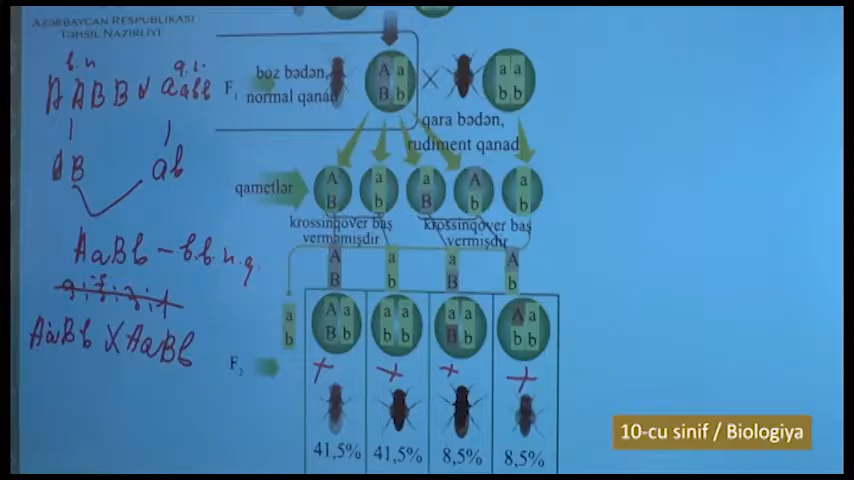 AZƏRBAYCAN RESPUBLİKASI
TƏHSİL NAZİRLİYİ
AABB x aabb
AB ab
AaBb – b.b.n.q.
AaBb X AaBb
F1 boz bədən,
normal qanad
A a
B b
X
a a
b b
qara bədən,
rudiment qanad
qametlər
A a a A a
B b B b b
krossinqover baş
verməmişdir
krossinqover baş
vermişdir
A a a A
B b B b
a
b
A a a a a a A a
B b b b B b b b
F2
+ + + +
41,5% 41,5% 8,5% 8,5%
10-cu sinif / Biologiya